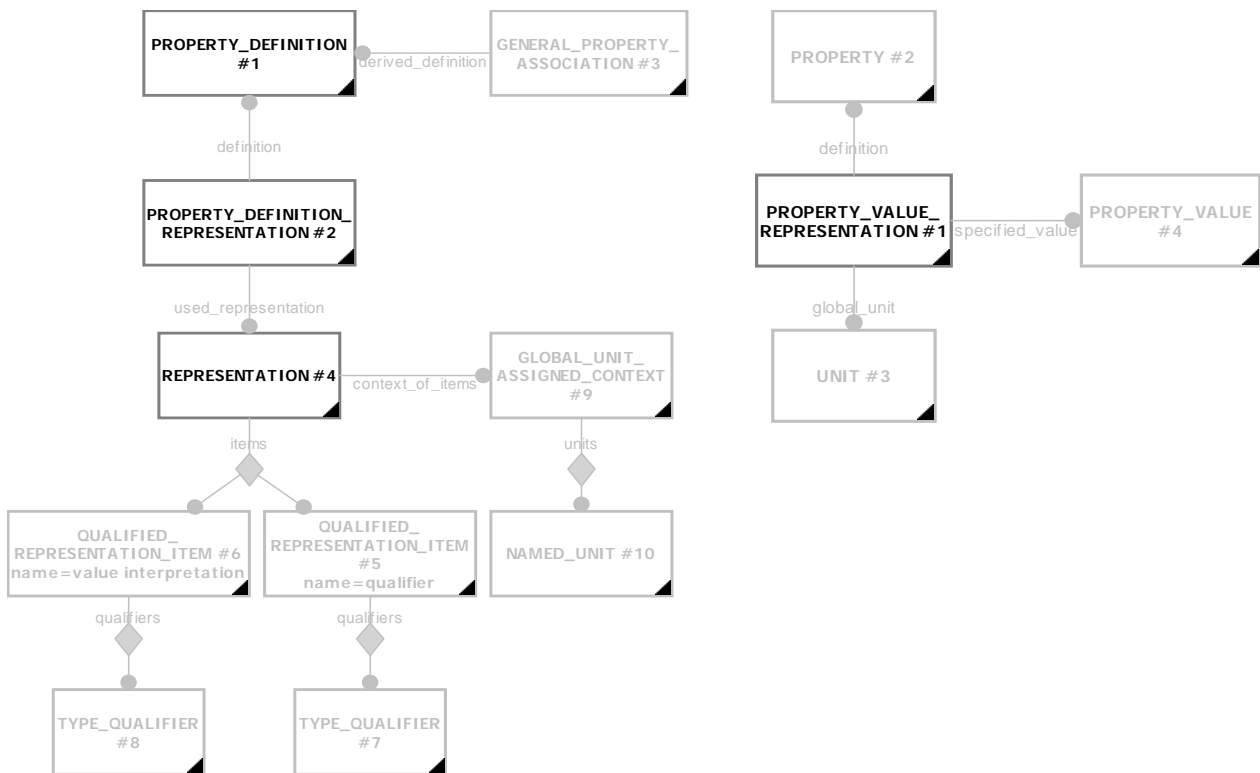 PROPERTY_DEFINITION
#1
derived_definition
GENERAL_PROPERTY_
ASSOCIATION #3
PROPERTY #2
definition
definition
PROPERTY_DEFINITION_
REPRESENTATION #2
PROPERTY_VALUE_
REPRESENTATION #1
specified_value
PROPERTY_VALUE
#4
used_representation
global_unit
REPRESENTATION #4
context_of_items
GLOBAL_UNIT_
ASSIGNED_CONTEXT
#9
UNIT #3
items
units
QUALIFIED_
REPRESENTATION_ITEM #6
name=value interpretation
QUALIFIED_
REPRESENTATION_ITEM
#5
name=qualifier
NAMED_UNIT #10
qualifiers
qualifiers
TYPE_QUALIFIER
#8
TYPE_QUALIFIER
#7